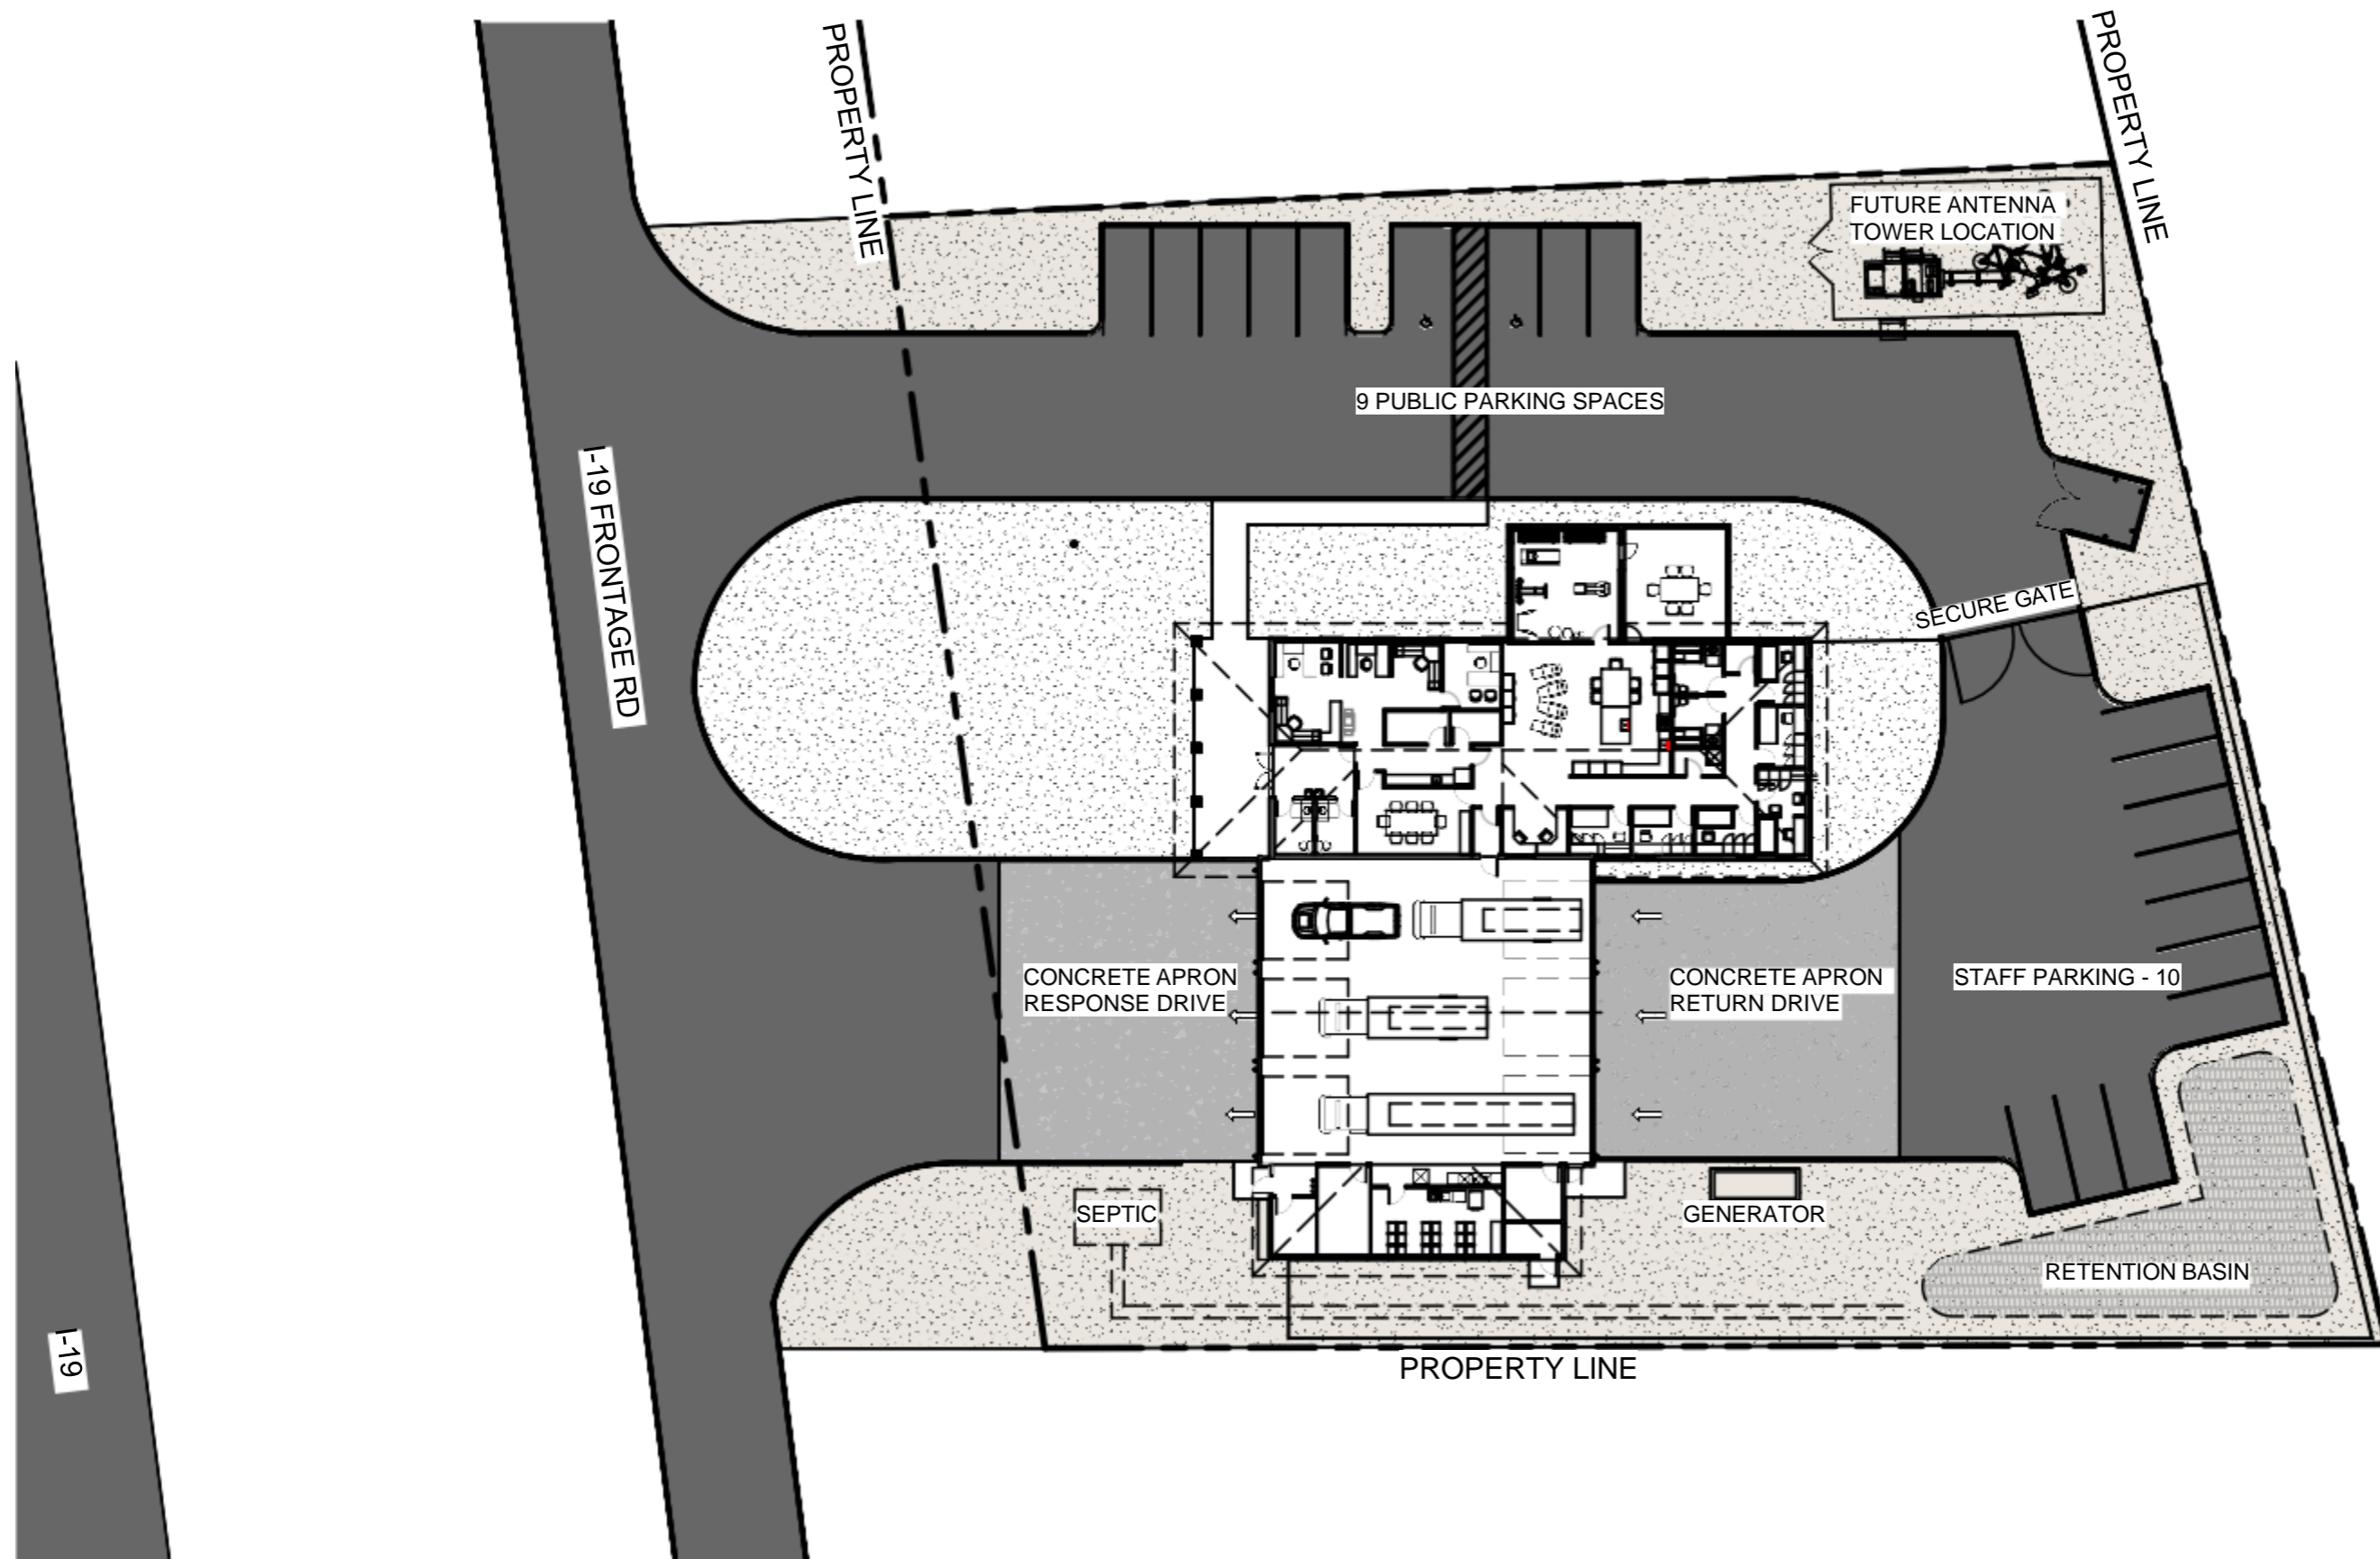 PROPERTY LINE
PROPERTY LINE
FUTURE ANTENNA
TOWER LOCATION
9 PUBLIC PARKING SPACES
I-19 FRONTAGE RD
SECURE GATE
CONCRETE APRON
RESPONSE DRIVE
CONCRETE APRON
RETURN DRIVE
STAFF PARKING - 10
SEPTIC
GENERATOR
RETENTION BASIN
I-19
PROPERTY LINE